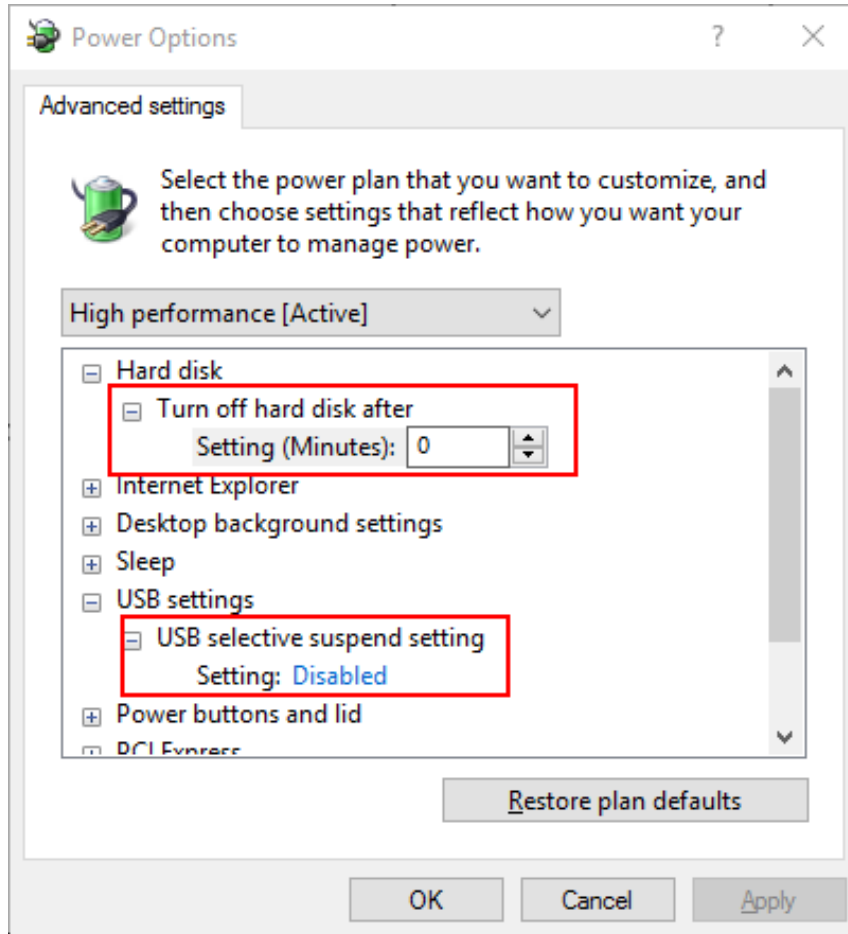 Power Options
Advanced settings
Select the power plan that you want to customize, and
then choose settings that reflect how you want your
computer to manage power.
High performance [Active]
Hard disk
Turn off hard disk after
Setting (Minutes): 0
Internet Explorer
Desktop background settings
Sleep
USB settings
USB selective suspend setting
Setting: Disabled
Power buttons and lid
PCI Express
Restore plan defaults
OK
Cancel
Apply